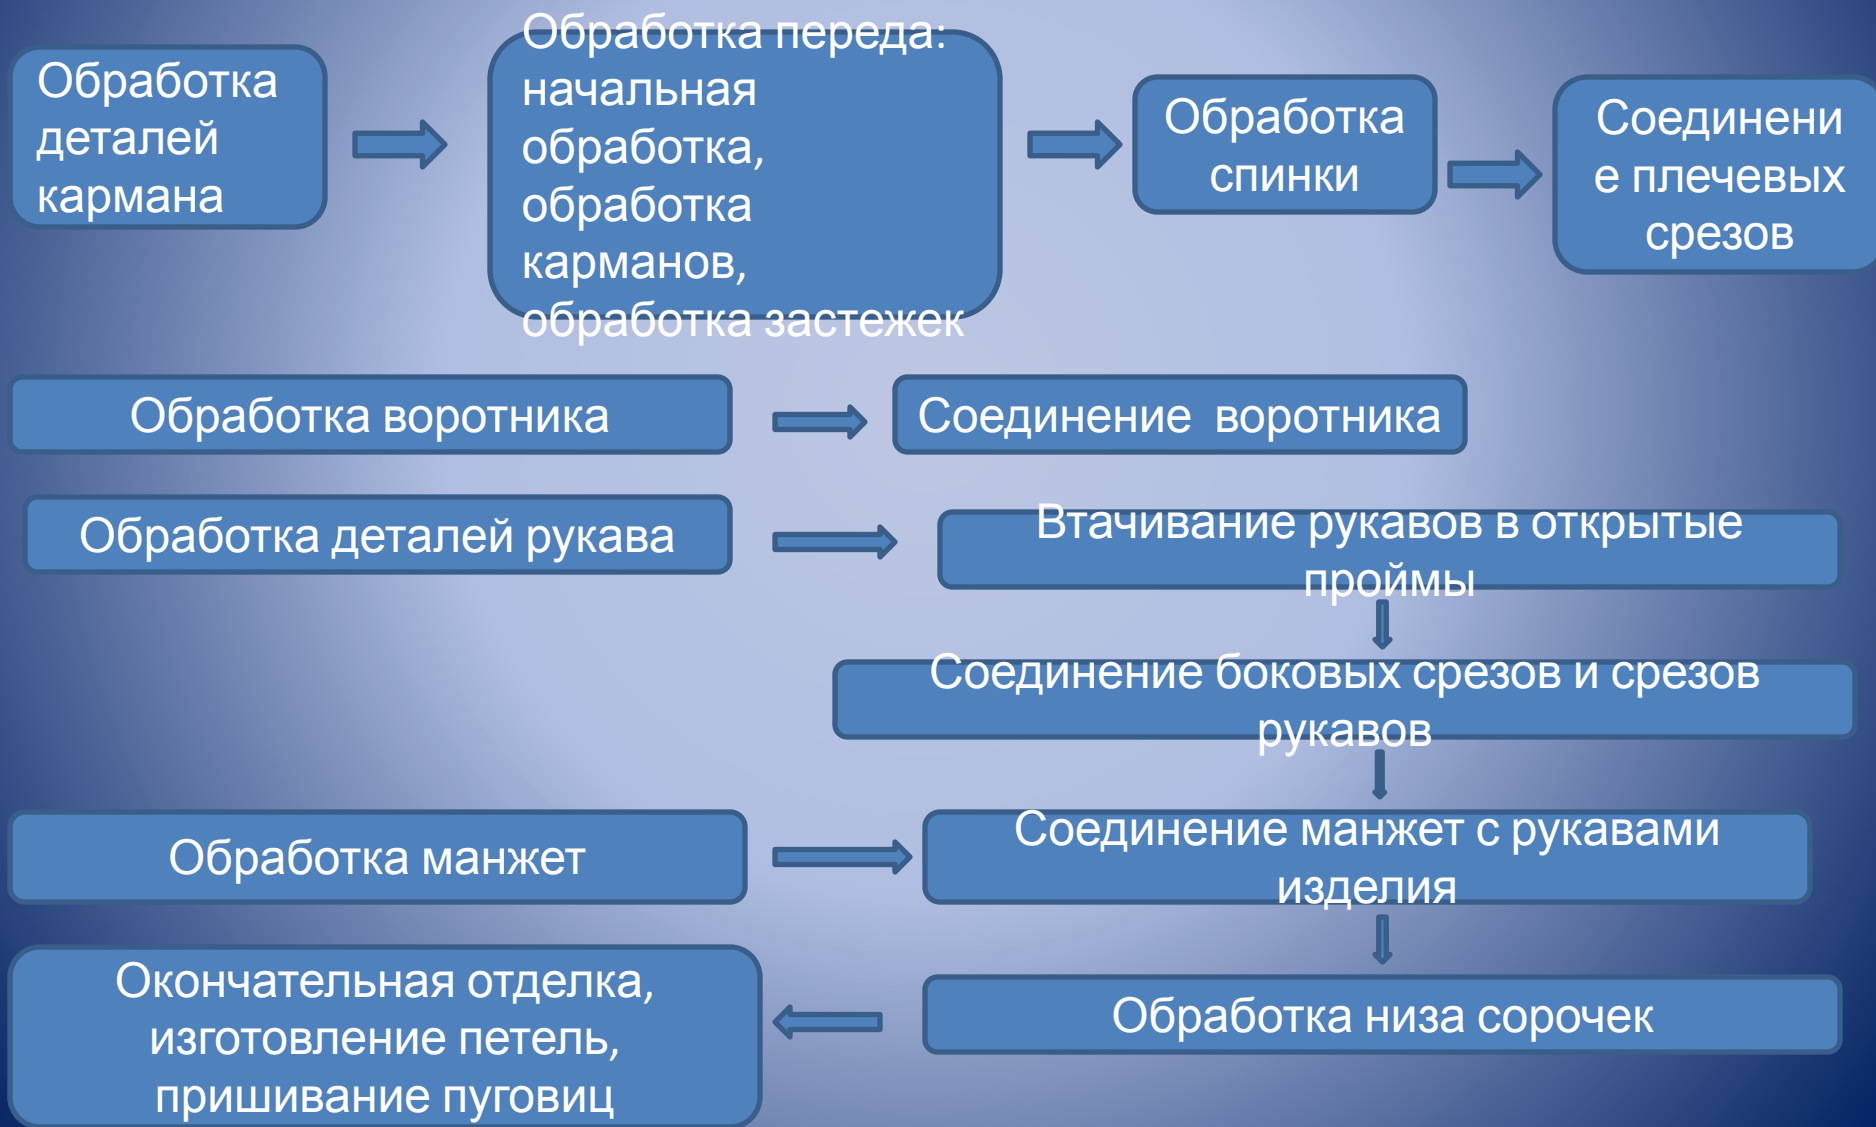 Обработка
деталей
кармана
Обработка переда:
начальная
обработка,
обработка
карманов,
обработка застежек
Обработка
спинки
Соединени
е плечевых
срезов
Обработка воротника
Соединение  воротника
Обработка деталей рукава
Втачивание рукавов в открытые
проймы
Соединение боковых срезов и срезов
рукавов
Обработка манжет
Соединение манжет с рукавами
изделия
Окончательная отделка,
изготовление петель,
пришивание пуговиц
Обработка низа сорочек